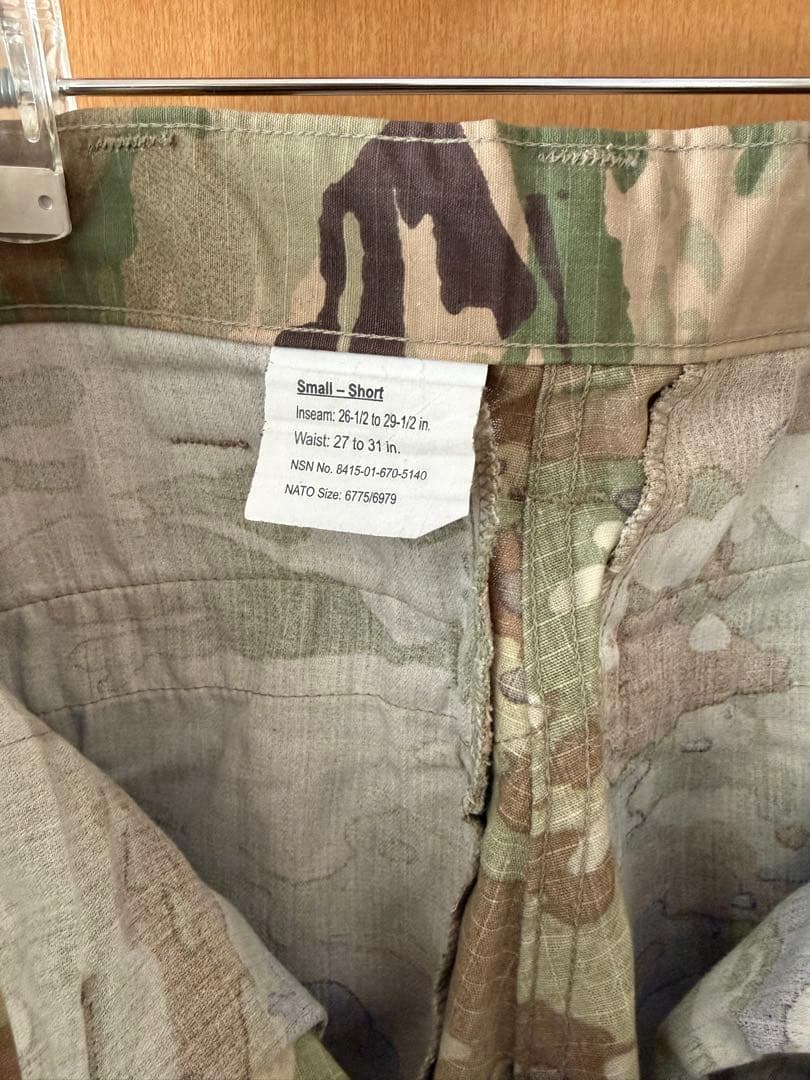 Small – Short
Inseam: 26-1/2 to 29-1/2 in.
Waist: 27 to 31 in.
NSN No. 8415-01-670-5140
NATO Size: 6775/6979